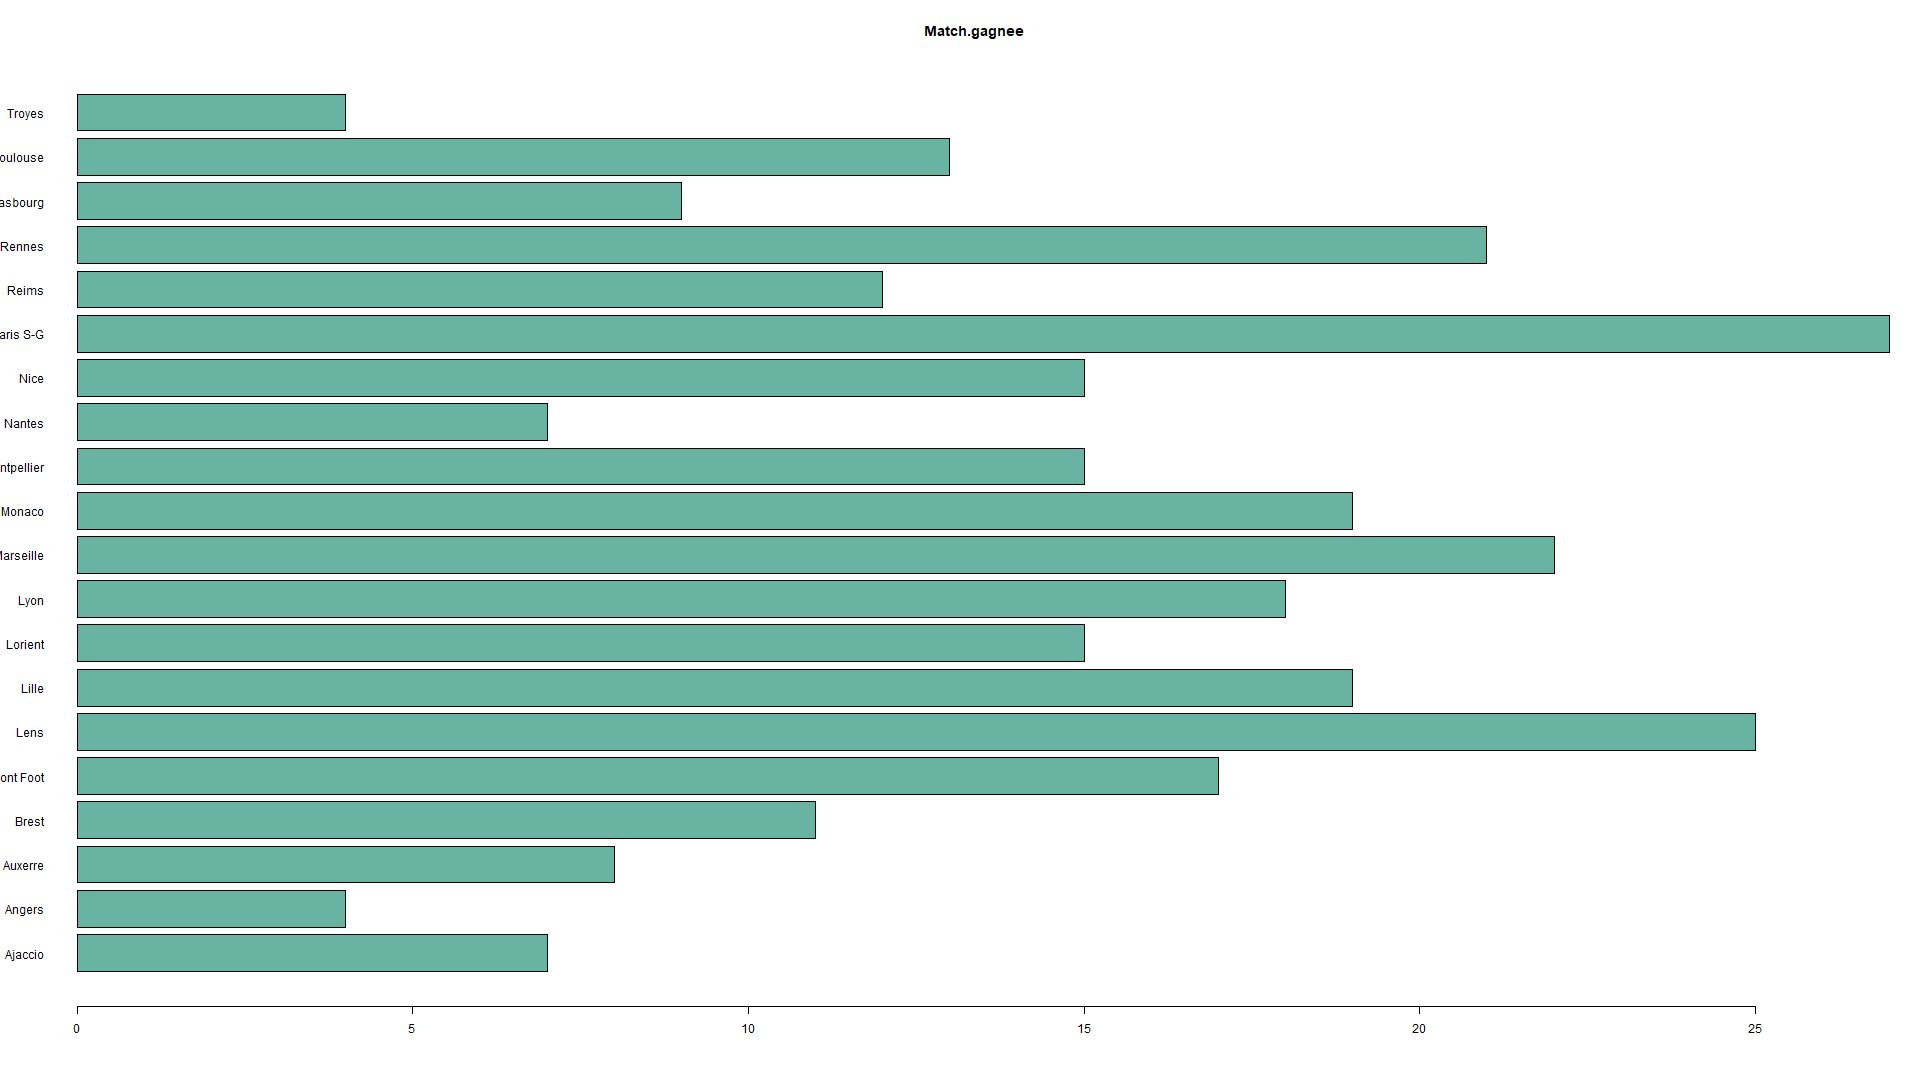 Match.gagnee
Troyes
oulouse
asbourg
Rennes
Reims
aris S-G
Nice
Nantes
ntpellier
Monaco
Marseille
Lyon
Lorient
Lille
Lens
ont Foot
Brest
Auxerre
Angers
Ajaccio
0 5 10 15 20 25